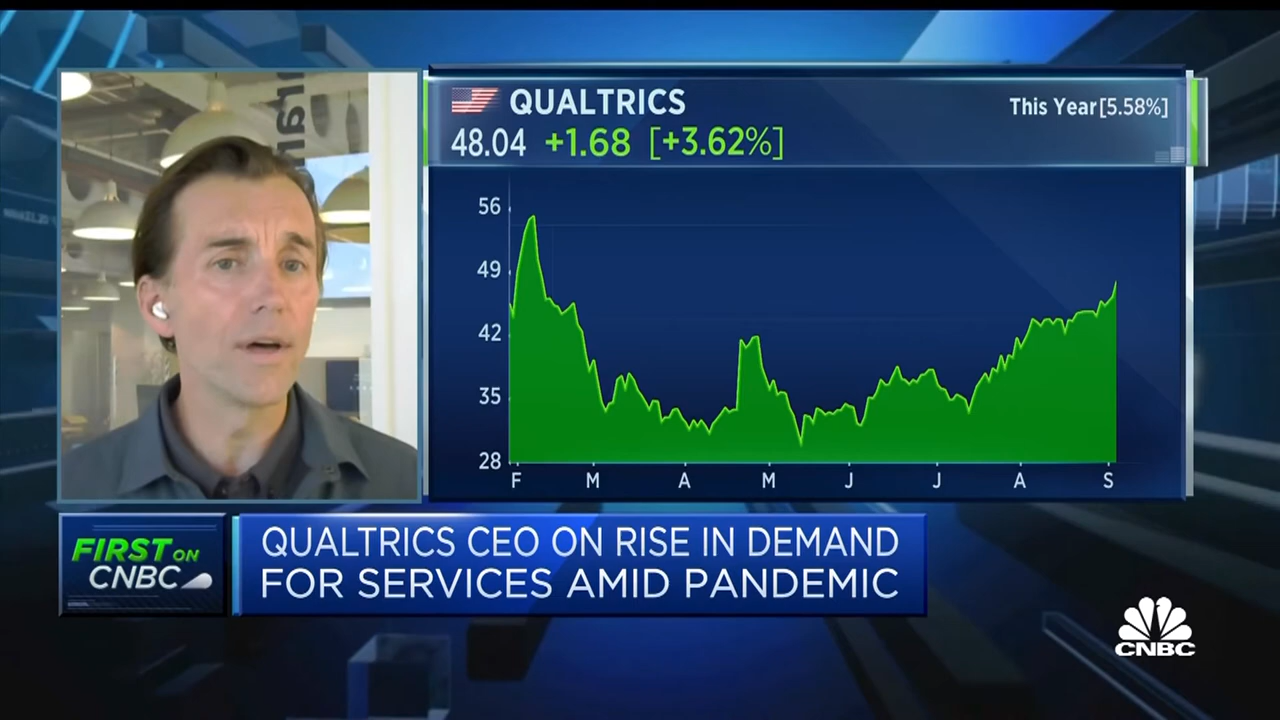 QUALTRICS
This Year[5.58%]
48.04 +1.68 [+3.62%]
56
49
42
35
28
F M A M J J A S
FIRST ON
CNBC
QUALTRICS CEO ON RISE IN DEMAND
FOR SERVICES AMID PANDEMIC
CNBC